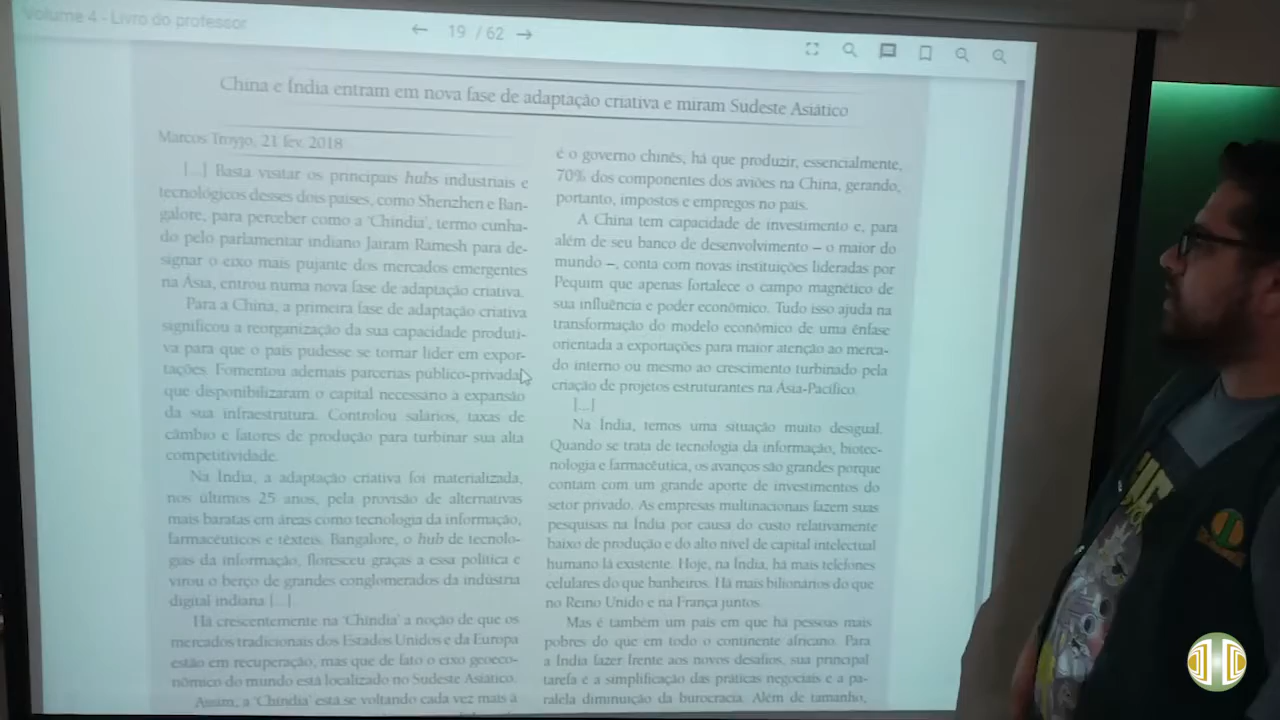 Volume 4 - Livro do professor
19 / 62
China e Índia entram em nova fase de adaptação criativa e miram Sudeste Asiático
Marcos Troyjo, 21 fev. 2018
[...] Basta visitar os principais hubs industriais e
tecnológicos desses dois países, como Shenzhen e Ban-
galore, para perceber como a 'Chíndia', termo cunha-
do pelo parlamentar indiano Jairam Ramesh para de-
signar o eixo mais pujante dos mercados emergentes
na Ásia, entrou numa nova fase de adaptação criativa.
Para a China, a primeira fase de adaptação criativa
significou a reorganização da sua capacidade produti-
va para que o país pudesse se tornar líder em expor-
tações. Fomentou ademais parcerias público-privada
que disponibilizaram o capital necessário à expansão
da sua infraestrutura. Controlou salários, taxas de
câmbio e fatores de produção para turbinar sua alta
competitividade.
Na Índia, a adaptação criativa foi materializada,
nos últimos 25 anos, pela provisão de alternativas
mais baratas em áreas como tecnologia da informação,
farmacêuticos e têxteis. Bangalore, o hub de tecnolo-
gias da informação, floresceu graças a essa política e
virou o berço de grandes conglomerados da indústria
digital indiana [...]
Há crescentemente na 'Chíndia' a noção de que os
mercados tradicionais dos Estados Unidos e da Europa
estão em recuperação, mas que de fato o eixo geoeco-
nômico do mundo está localizado no Sudeste Asiático.
Assim, a 'Chíndia' está se voltando cada vez mais à
é o governo chinês, há que produzir, essencialmente,
70% dos componentes dos aviões na China, gerando,
portanto, impostos e empregos no país.
A China tem capacidade de investimento e, para
além de seu banco de desenvolvimento – o maior do
mundo –, conta com novas instituições lideradas por
Pequim que apenas fortalece o campo magnético de
sua influência e poder econômico. Tudo isso ajuda na
transformação do modelo econômico de uma ênfase
orientada a exportações para maior atenção ao merca-
do interno ou mesmo ao crescimento turbinado pela
criação de projetos estruturantes na Ásia-Pacífico.
[...]
Na Índia, temos uma situação muito desigual.
Quando se trata de tecnologia da informação, biotec-
nologia e farmacêutica, os avanços são grandes porque
contam com um grande aporte de investimentos do
setor privado. As empresas multinacionais fazem suas
pesquisas na Índia por causa do custo relativamente
baixo de produção e do alto nível de capital intelectual
humano lá existente. Hoje, na Índia, há mais telefones
celulares do que banheiros. Há mais bilionários do que
no Reino Unido e na França juntos.
Mas é também um país em que há pessoas mais
pobres do que em todo o continente africano. Para
a Índia fazer frente aos novos desafios, sua principal
tarefa é a simplificação das práticas negociais e a pa-
ralela diminuição da burocracia. Além de tamanho,